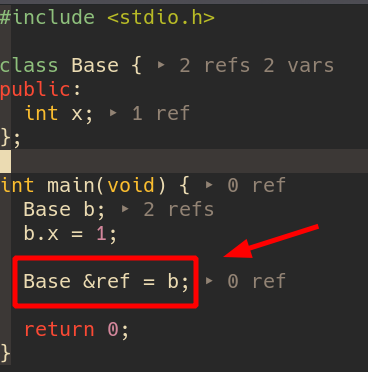 #include <stdio.h>
class Base { ‣ 2 refs 2 vars
public:
int x; ‣ 1 ref
};
int main(void) { ‣ 0 ref
Base b; ‣ 2 refs
b.x = 1;
Base &ref = b; ‣ 0 ref
return 0;
}